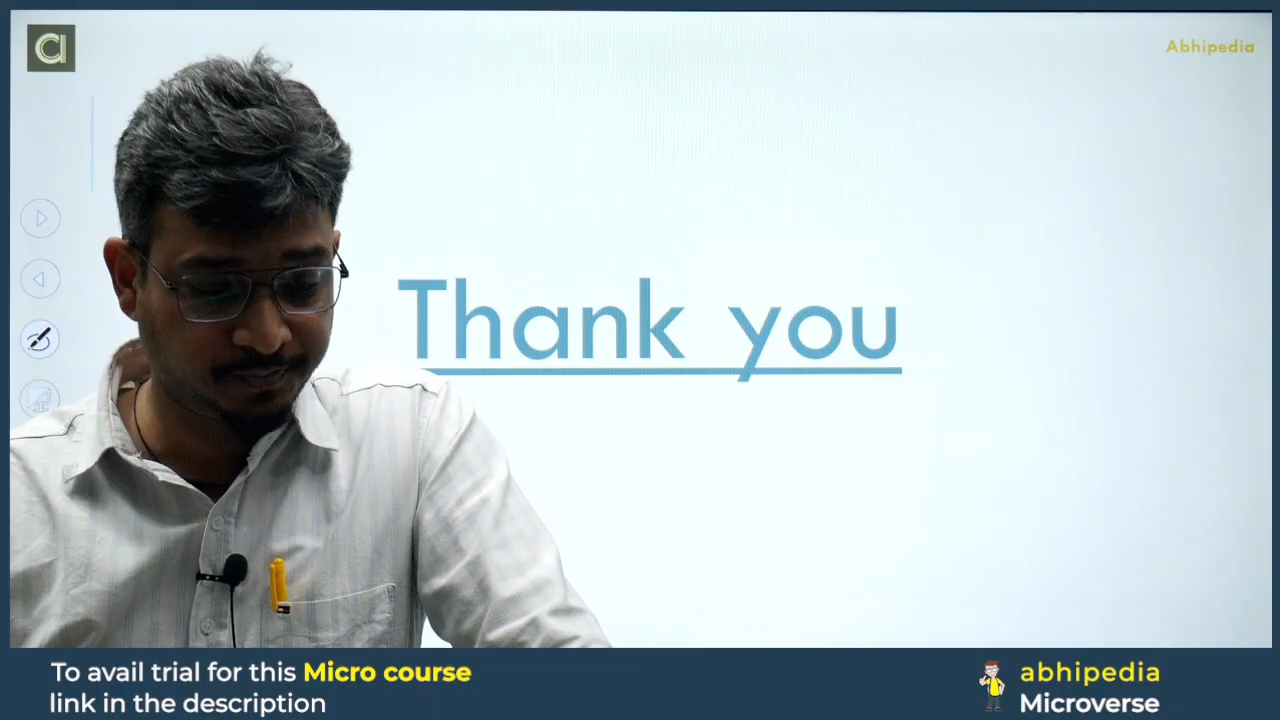 Abhipedia
Thank you
To avail trial for this Micro course
link in the description
abhipedia
Microverse